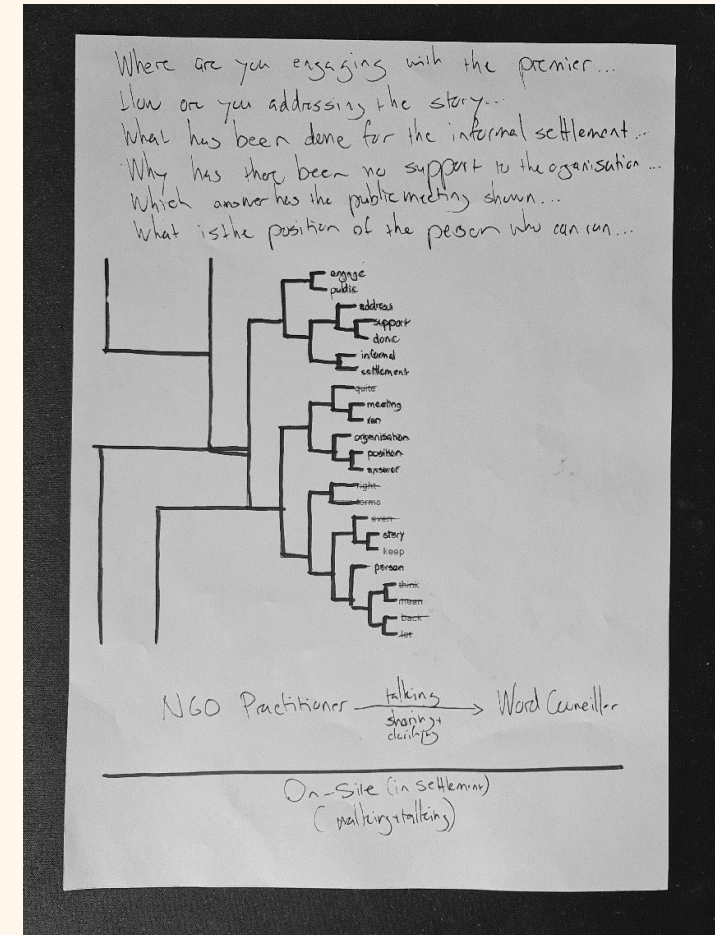 Where are you engaging with the premier...
How are you addressing the story...
What has been done for the informal settlement...
Why has there been no support to the organisation...
Which answer has the public meeting shown...
What is the position of the person who can run...
engage
public
address
support
done
informal
settlement
quite
meeting
run
organisation
position
answer
right
terms
even
story
keep
person
think
mean
back
let
NGO Practitioner
talking
sharing +
Ward Counciller
On-Site (in settlement)
(walking+talking)